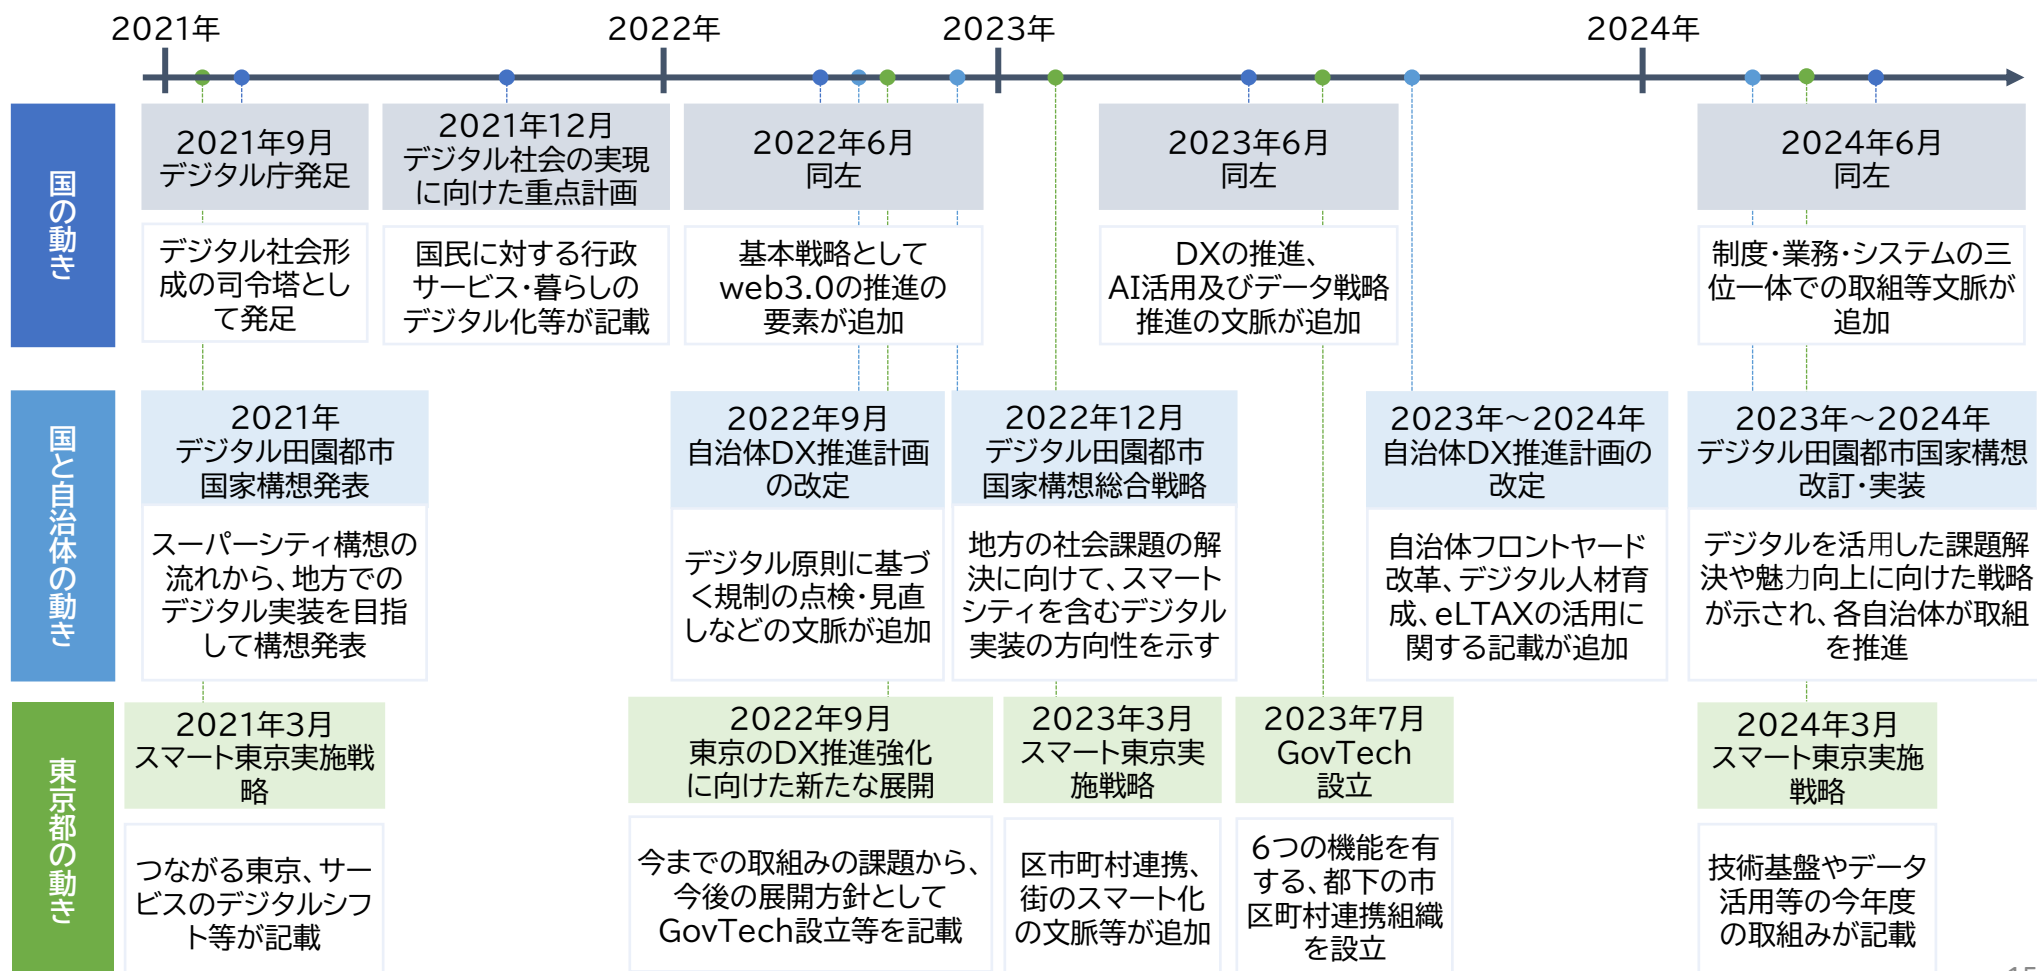 2021年
2022年
2023年
2024年
国の動き
2021年9月
デジタル庁発足
デジタル社会形
成の司令塔とし
て発足
2021年12月
デジタル社会の実現
に向けた重点計画
国民に対する行政
サービス・暮らしの
デジタル化等が記載
2022年6月
同左
基本戦略として
web3.0の推進の
要素が追加
2023年6月
同左
DXの推進、
AI活用及びデータ戦略
推進の文脈が追加
2024年6月
同左
制度・業務・システムの三
位一体での取組等文脈が
追加
国と自治体の動き
2021年
デジタル田園都市
国家構想発表
スーパーシティ構想の
流れから、地方での
デジタル実装を目指
して構想発表
2022年9月
自治体DX推進計画
の改定
デジタル原則に基づ
く規制の点検・見直
しなどの文脈が追加
2022年12月
デジタル田園都市
国家構想総合戦略
地方の社会課題の解
決に向けて、スマート
シティを含むデジタル
実装の方向性を示す
2023年～2024年
自治体DX推進計画の
改定
自治体フロントヤード
改革、デジタル人材育
成、eLTAXの活用に
関する記載が追加
2023年～2024年
デジタル田園都市国家構想
改訂・実装
デジタルを活用した課題解
決や魅力向上に向けた戦略
が示され、各自治体が取組
を推進
東京都の動き
2021年3月
スマート東京実施戦
略
つながる東京、サー
ビスのデジタルシフ
ト等が記載
2022年9月
東京のDX推進強化
に向けた新たな展開
今までの取組みの課題から、
今後の展開方針として
GovTech設立等を記載
2023年3月
スマート東京実
施戦略
区市町村連携、
街のスマート化
の文脈等が追加
2023年7月
GovTech
設立
6つの機能を有
する、都下の市
区町村連携組織
を設立
2024年3月
スマート東京実施
戦略
技術基盤やデータ
活用等の今年度
の取組みが記載